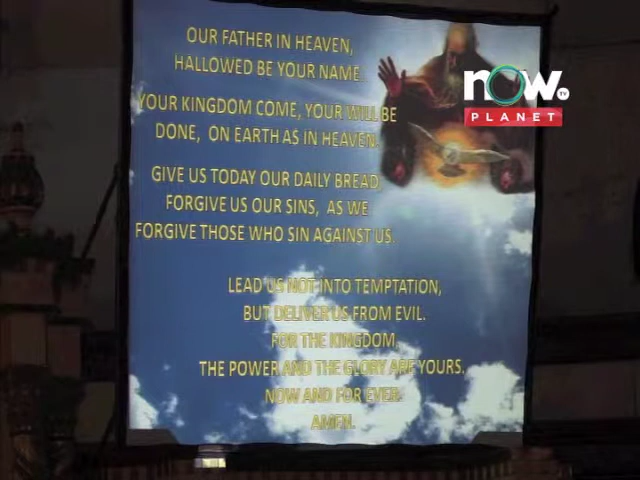 OUR FATHER IN HEAVEN,
HALLOWED BE YOUR NAME.
YOUR KINGDOM COME, YOUR WILL BE
DONE, ON EARTH AS IN HEAVEN.
GIVE US TODAY OUR DAILY BREAD,
FORGIVE US OUR SINS, AS WE
FORGIVE THOSE WHO SIN AGAINST US.
LEAD US NOT INTO TEMPTATION,
BUT DELIVER US FROM EVIL.
FOR THE KINGDOM,
THE POWER AND THE GLORY ARE YOURS.
NOW AND FOR EVER.
AMEN.
now.
TV
PLANET